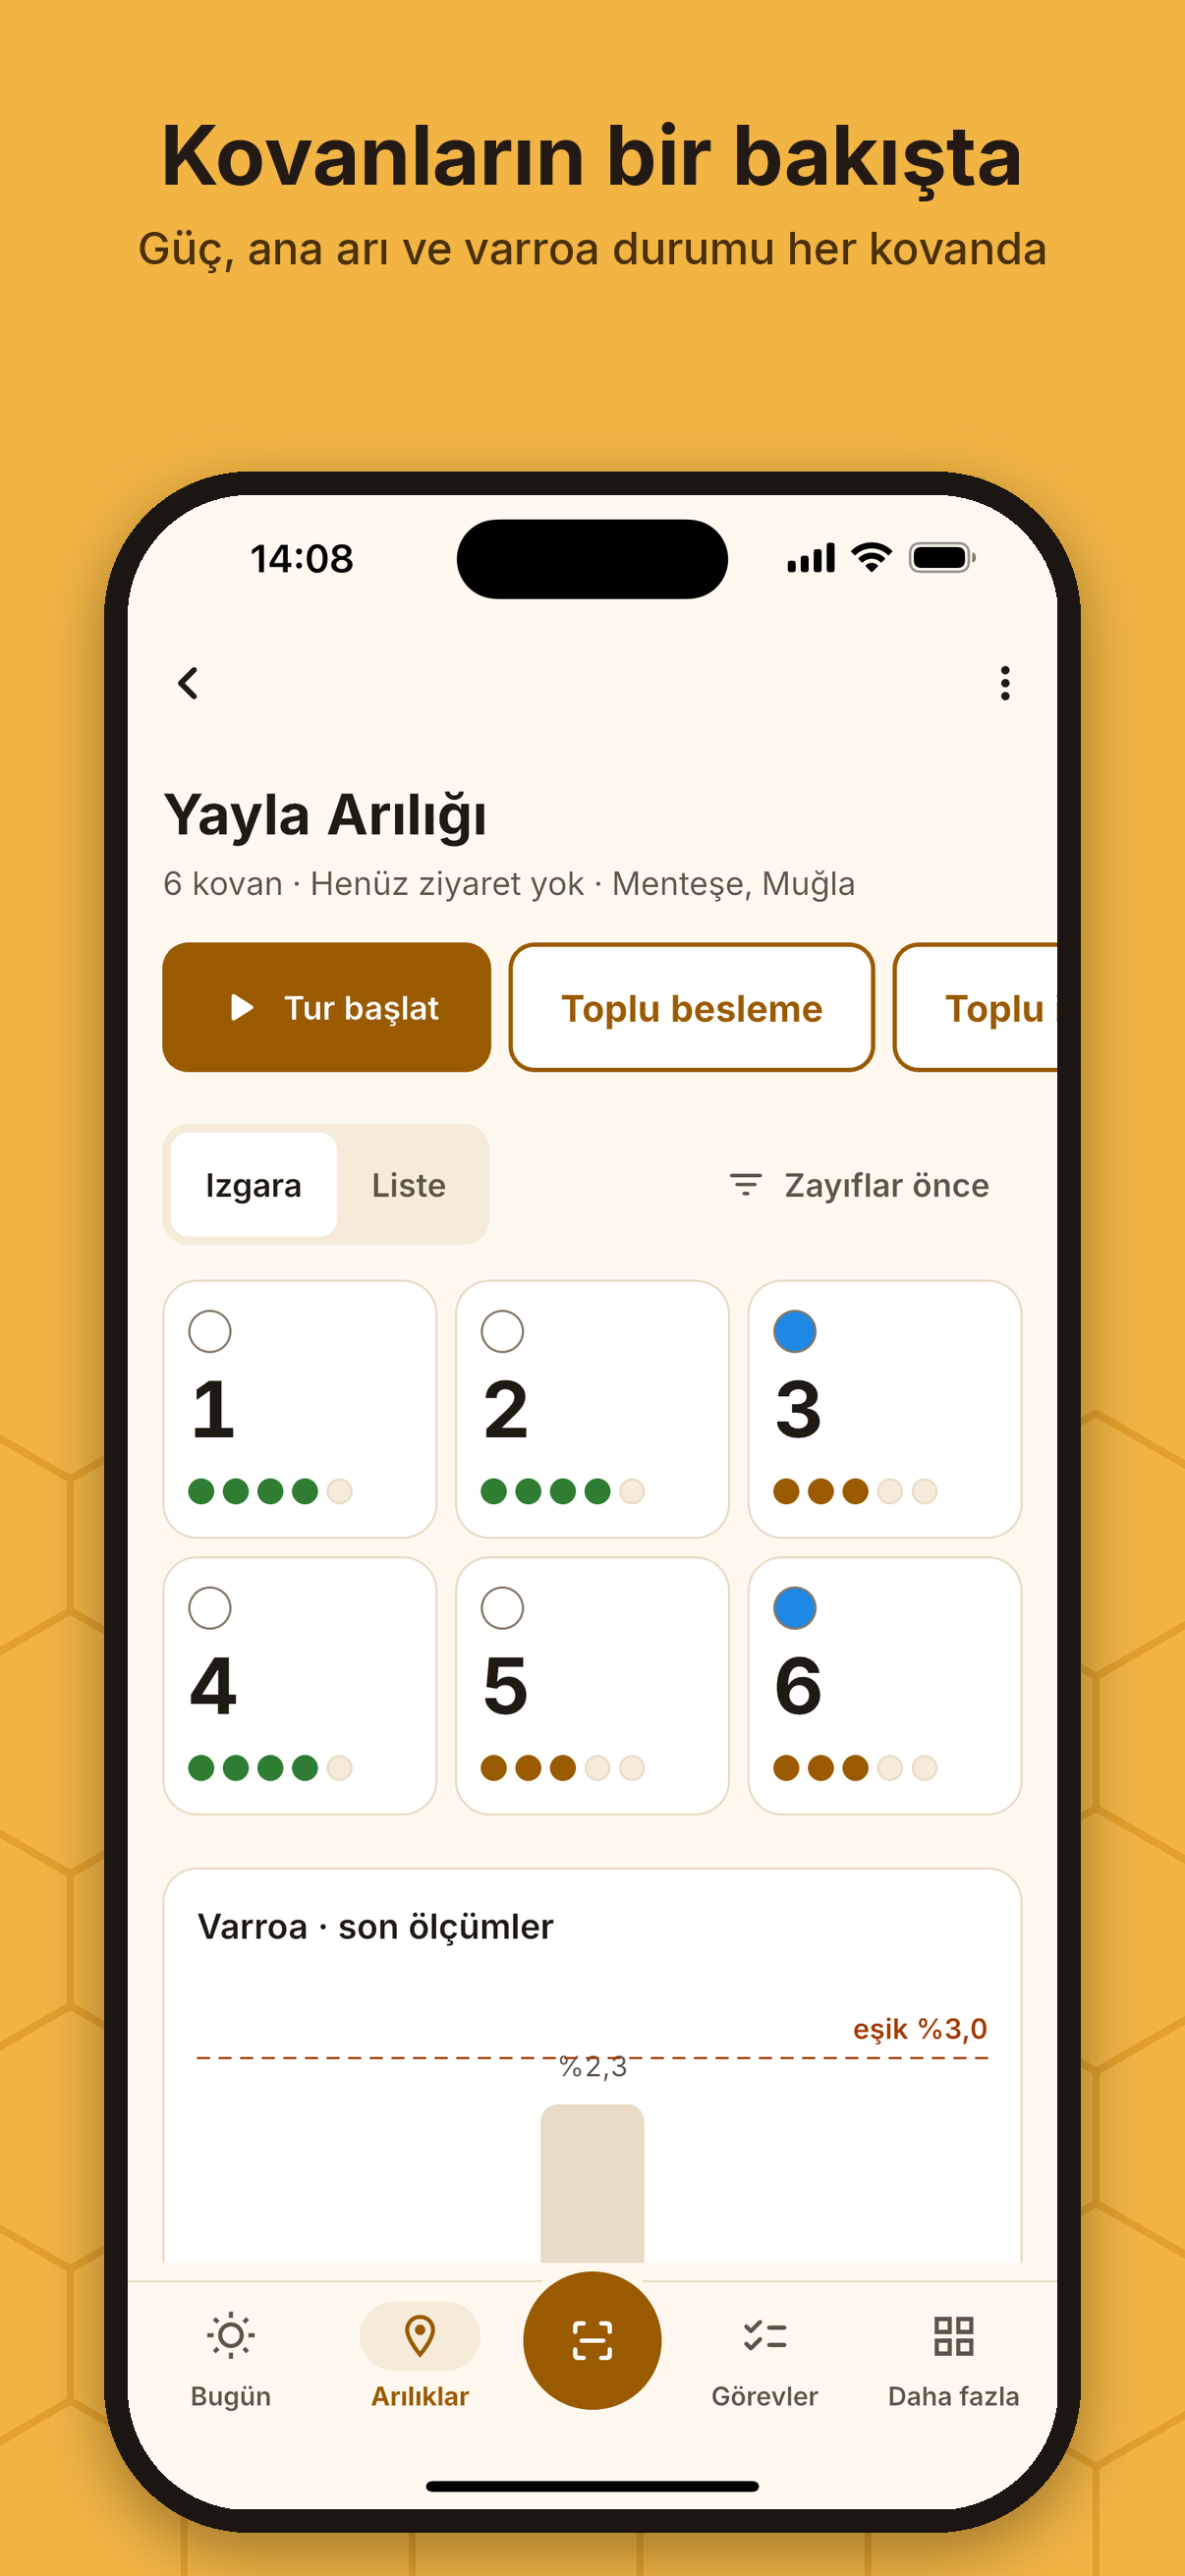 Kovanların bir bakışta
Güç, ana arı ve varroa durumu her kovanda
14:08
Yayla Arılığı
6 kovan · Henüz ziyaret yok · Menteşe, Muğla
Tur başlat
Toplu besleme
Toplu
Izgara
Liste
Zayıflar önce
1
2
3
4
5
6
Varroa · son ölçümler
eşik %3,0
%2,3
Bugün
Arılıklar
Görevler
Daha fazla